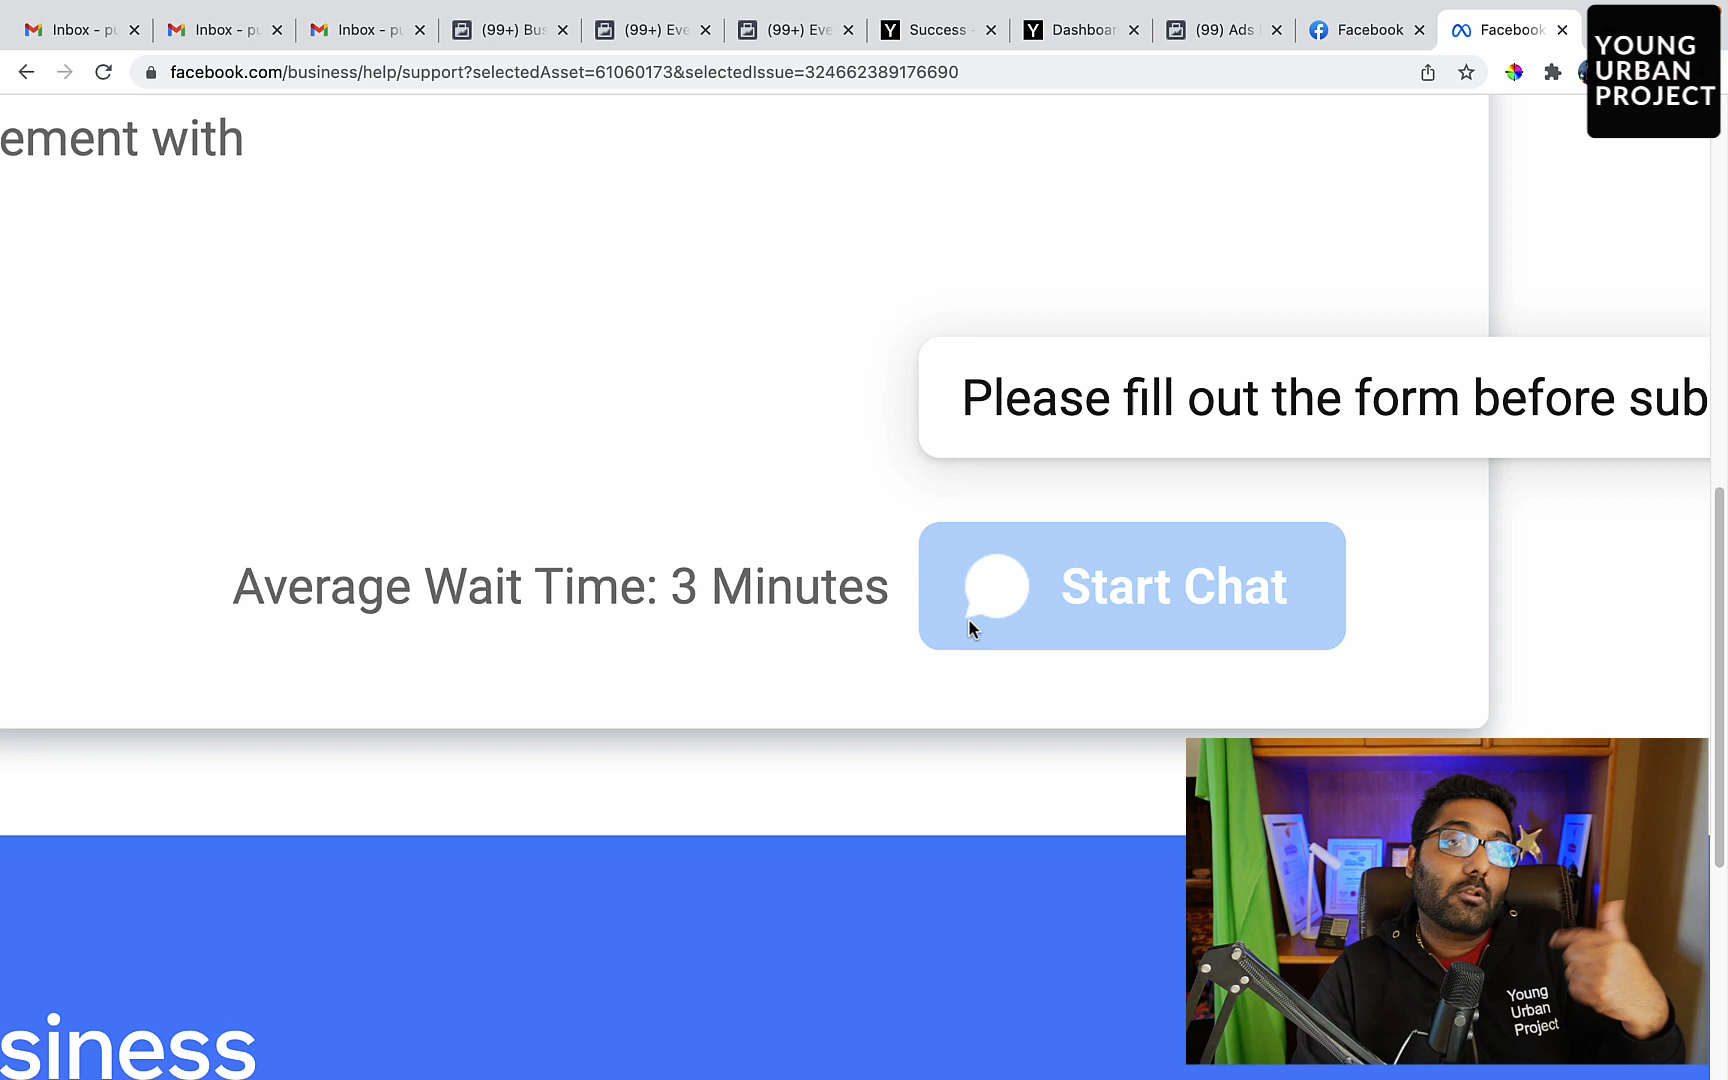 Inbox - pu
Inbox - pu
Inbox - pu
(99+) Bus
(99+) Eve
(99+) Eve
Success -
Dashboar
(99) Ads
Facebook
Facebook
facebook.com/business/help/support?selectedAsset=61060173&selectedIssue=324662389176690
YOUNG
URBAN
PROJECT
ement with
Please fill out the form before sub
Average Wait Time: 3 Minutes
Start Chat
siness
Young
Urban
Project